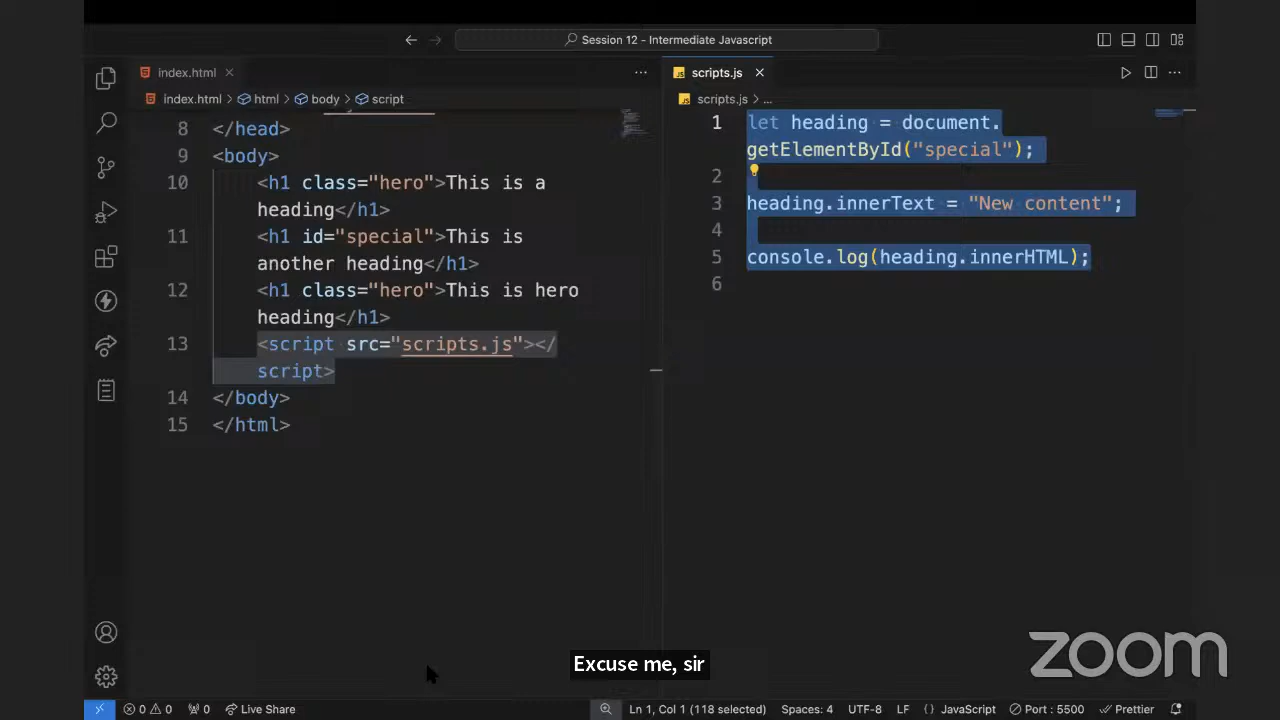 Session 12 - Intermediate Javascript
index.html
index.html > html > body > script
8 </head>
9 <body>
10 <h1 class="hero">This is a
heading</h1>
11 <h1 id="special">This is
another heading</h1>
12 <h1 class="hero">This is hero
heading</h1>
13 <script src="scripts.js"></
script>
14 </body>
15 </html>
JS scripts.js
JS scripts.js > ...
1 let heading = document.
getElementById("special");
2
3 heading.innerText = "New content";
4
5 console.log(heading.innerHTML);
6
Excuse me, sir
zoom
0 0 0 Live Share Ln 1, Col 1 (118 selected) Spaces: 4 UTF-8 LF {} JavaScript Port : 5500 Prettier